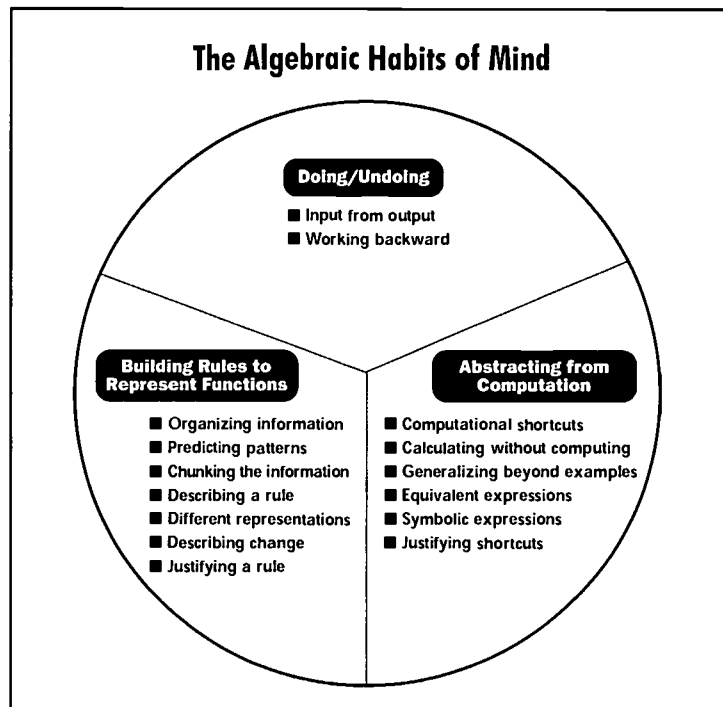 The Algebraic Habits of Mind
Doing/Undoing
■ Input from output
■ Working backward
Building Rules to
Represent Functions
■ Organizing information
■ Predicting patterns
■ Chunking the information
■ Describing a rule
■ Different representations
■ Describing change
■ Justifying a rule
Abstracting from
Computation
■ Computational shortcuts
■ Calculating without computing
■ Generalizing beyond examples
■ Equivalent expressions
■ Symbolic expressions
■ Justifying shortcuts